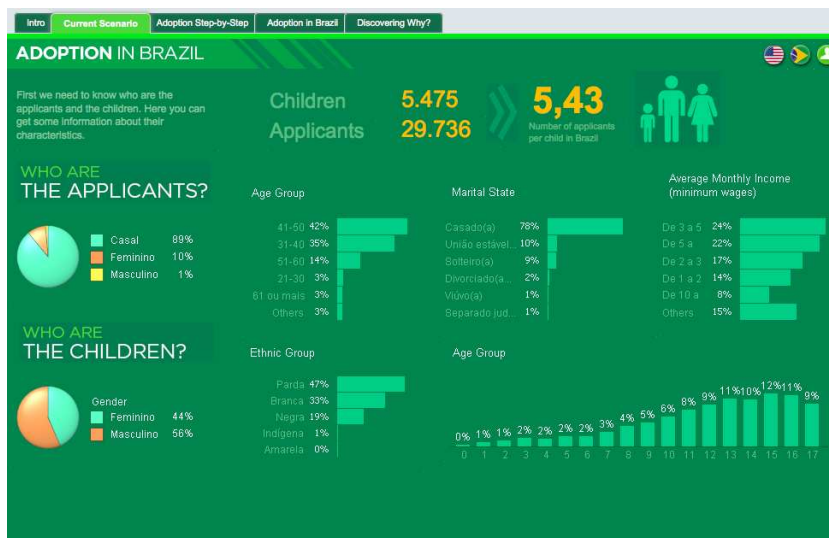 Intro Current Scenario Adoption Step-by-Step Adoption in Brazil Discovering Why?
ADOPTION IN BRAZIL
First we need to know who are the
applicants and the children. Here you can
get some information about their
characteristics.
Children 5.475
Applicants 29.736
5,43
Number of applicants
per child in Brazil
WHO ARE
THE APPLICANTS?
Casal 89%
Feminino 10%
Masculino 1%
Age Group
41-50 42%
31-40 35%
51-60 14%
21-30 3%
61 ou mais 3%
Others 3%
Marital State
Casado(a) 78%
União estável... 10%
Solteiro(a) 9%
Divorciado(a... 2%
Viúvo(a) 1%
Separado jud... 1%
Average Monthly Income
(minimum wages)
De 3 a 5 24%
De 5 a 22%
De 2 a 3 17%
De 1 a 2 14%
De 10 a 8%
Others 15%
WHO ARE
THE CHILDREN?
Gender
Feminino 44%
Masculino 56%
Ethnic Group
Parda 47%
Branca 33%
Negra 19%
Indígena 1%
Amarela 0%
Age Group
0% 1% 1% 2% 2% 2% 2% 3% 4% 5% 6% 8% 9% 11% 10% 12% 11% 9%
0 1 2 3 4 5 6 7 8 9 10 11 12 13 14 15 16 17